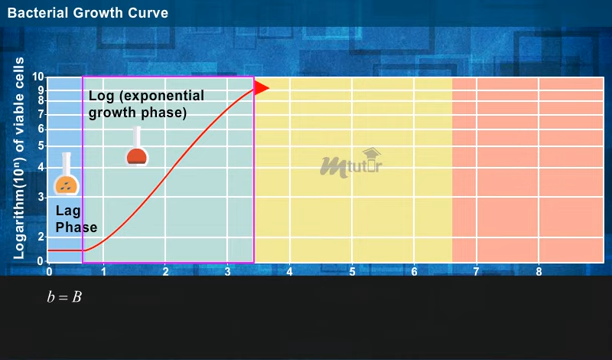 Bacterial Growth Curve
Logarithm(10ⁿ) of viable cells
10
9
8
7
6
5
4
3
2
0
Log (exponential
growth phase)
Lag
Phase
mtutor
0 1 2 3 4 5 6 7 8
b = B